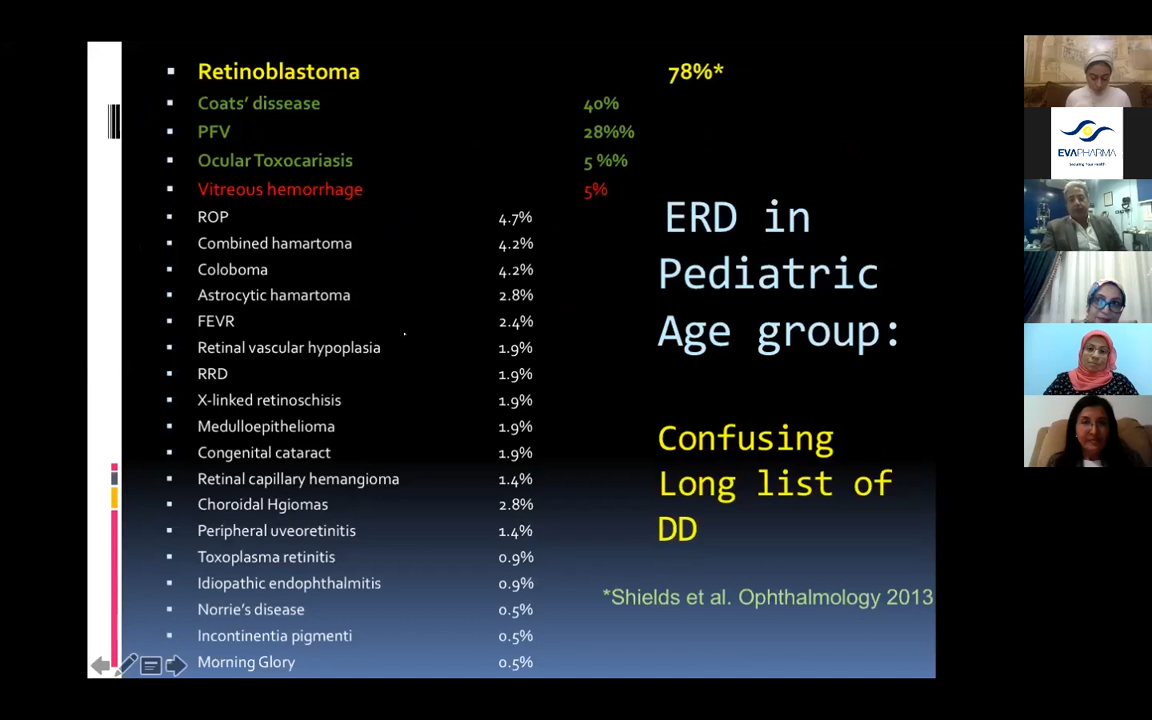 Retinoblastoma 78%*
Coats' dissease 40%
PFV 28%%
Ocular Toxocariasis 5 %%
Vitreous hemorrhage 5%
ROP 4.7%
Combined hamartoma 4.2%
Coloboma 4.2%
Astrocytic hamartoma 2.8%
FEVR 2.4%
Retinal vascular hypoplasia 1.9%
RRD 1.9%
X-linked retinoschisis 1.9%
Medulloepithelioma 1.9%
Congenital cataract 1.9%
Retinal capillary hemangioma 1.4%
Choroidal Hgiomas 2.8%
Peripheral uveoretinitis 1.4%
Toxoplasma retinitis 0.9%
Idiopathic endophthalmitis 0.9%
Norrie's disease 0.5%
Incontinentia pigmenti 0.5%
Morning Glory 0.5%
ERD in
Pediatric
Age group:
Confusing
Long list of
DD
*Shields et al. Ophthalmology 2013
EVAPHARMA
Securing Your Health